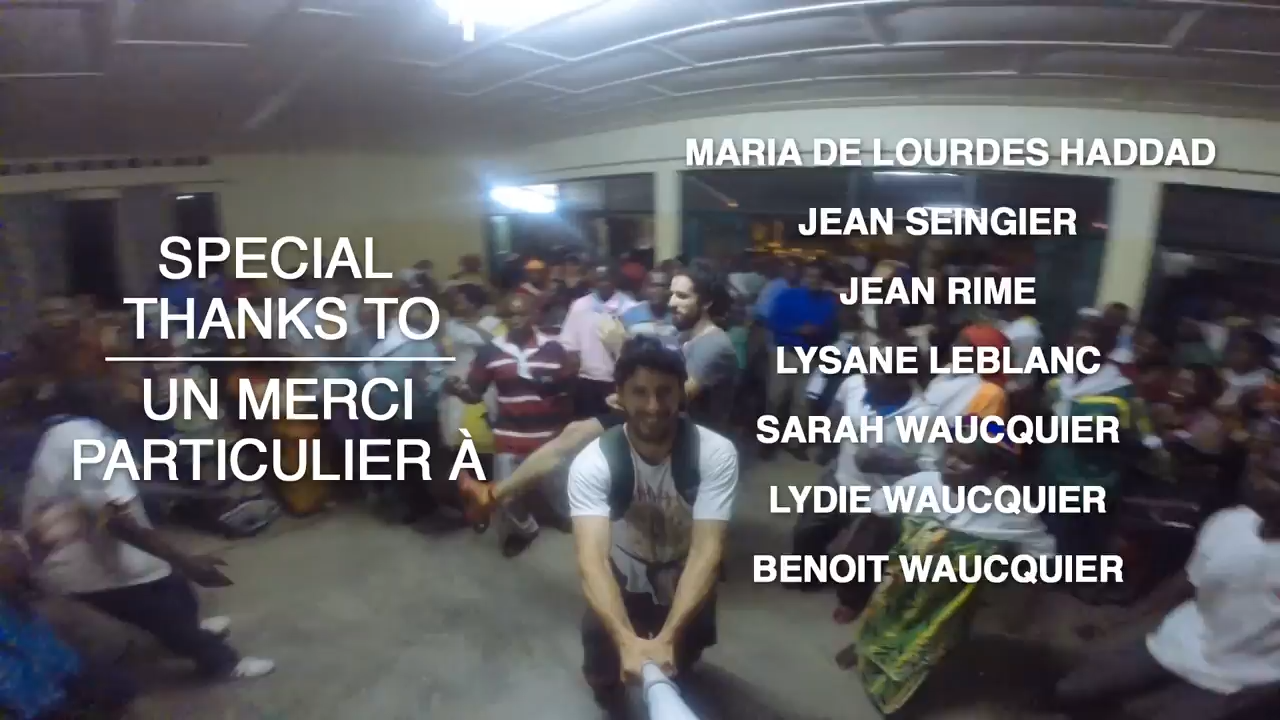 SPECIAL
THANKS TO
UN MERCI
PARTICULIER À
MARIA DE LOURDES HADDAD
JEAN SEINGIER
JEAN RIME
LYSANE LEBLANC
SARAH WAUCQUIER
LYDIE WAUCQUIER
BENOIT WAUCQUIER